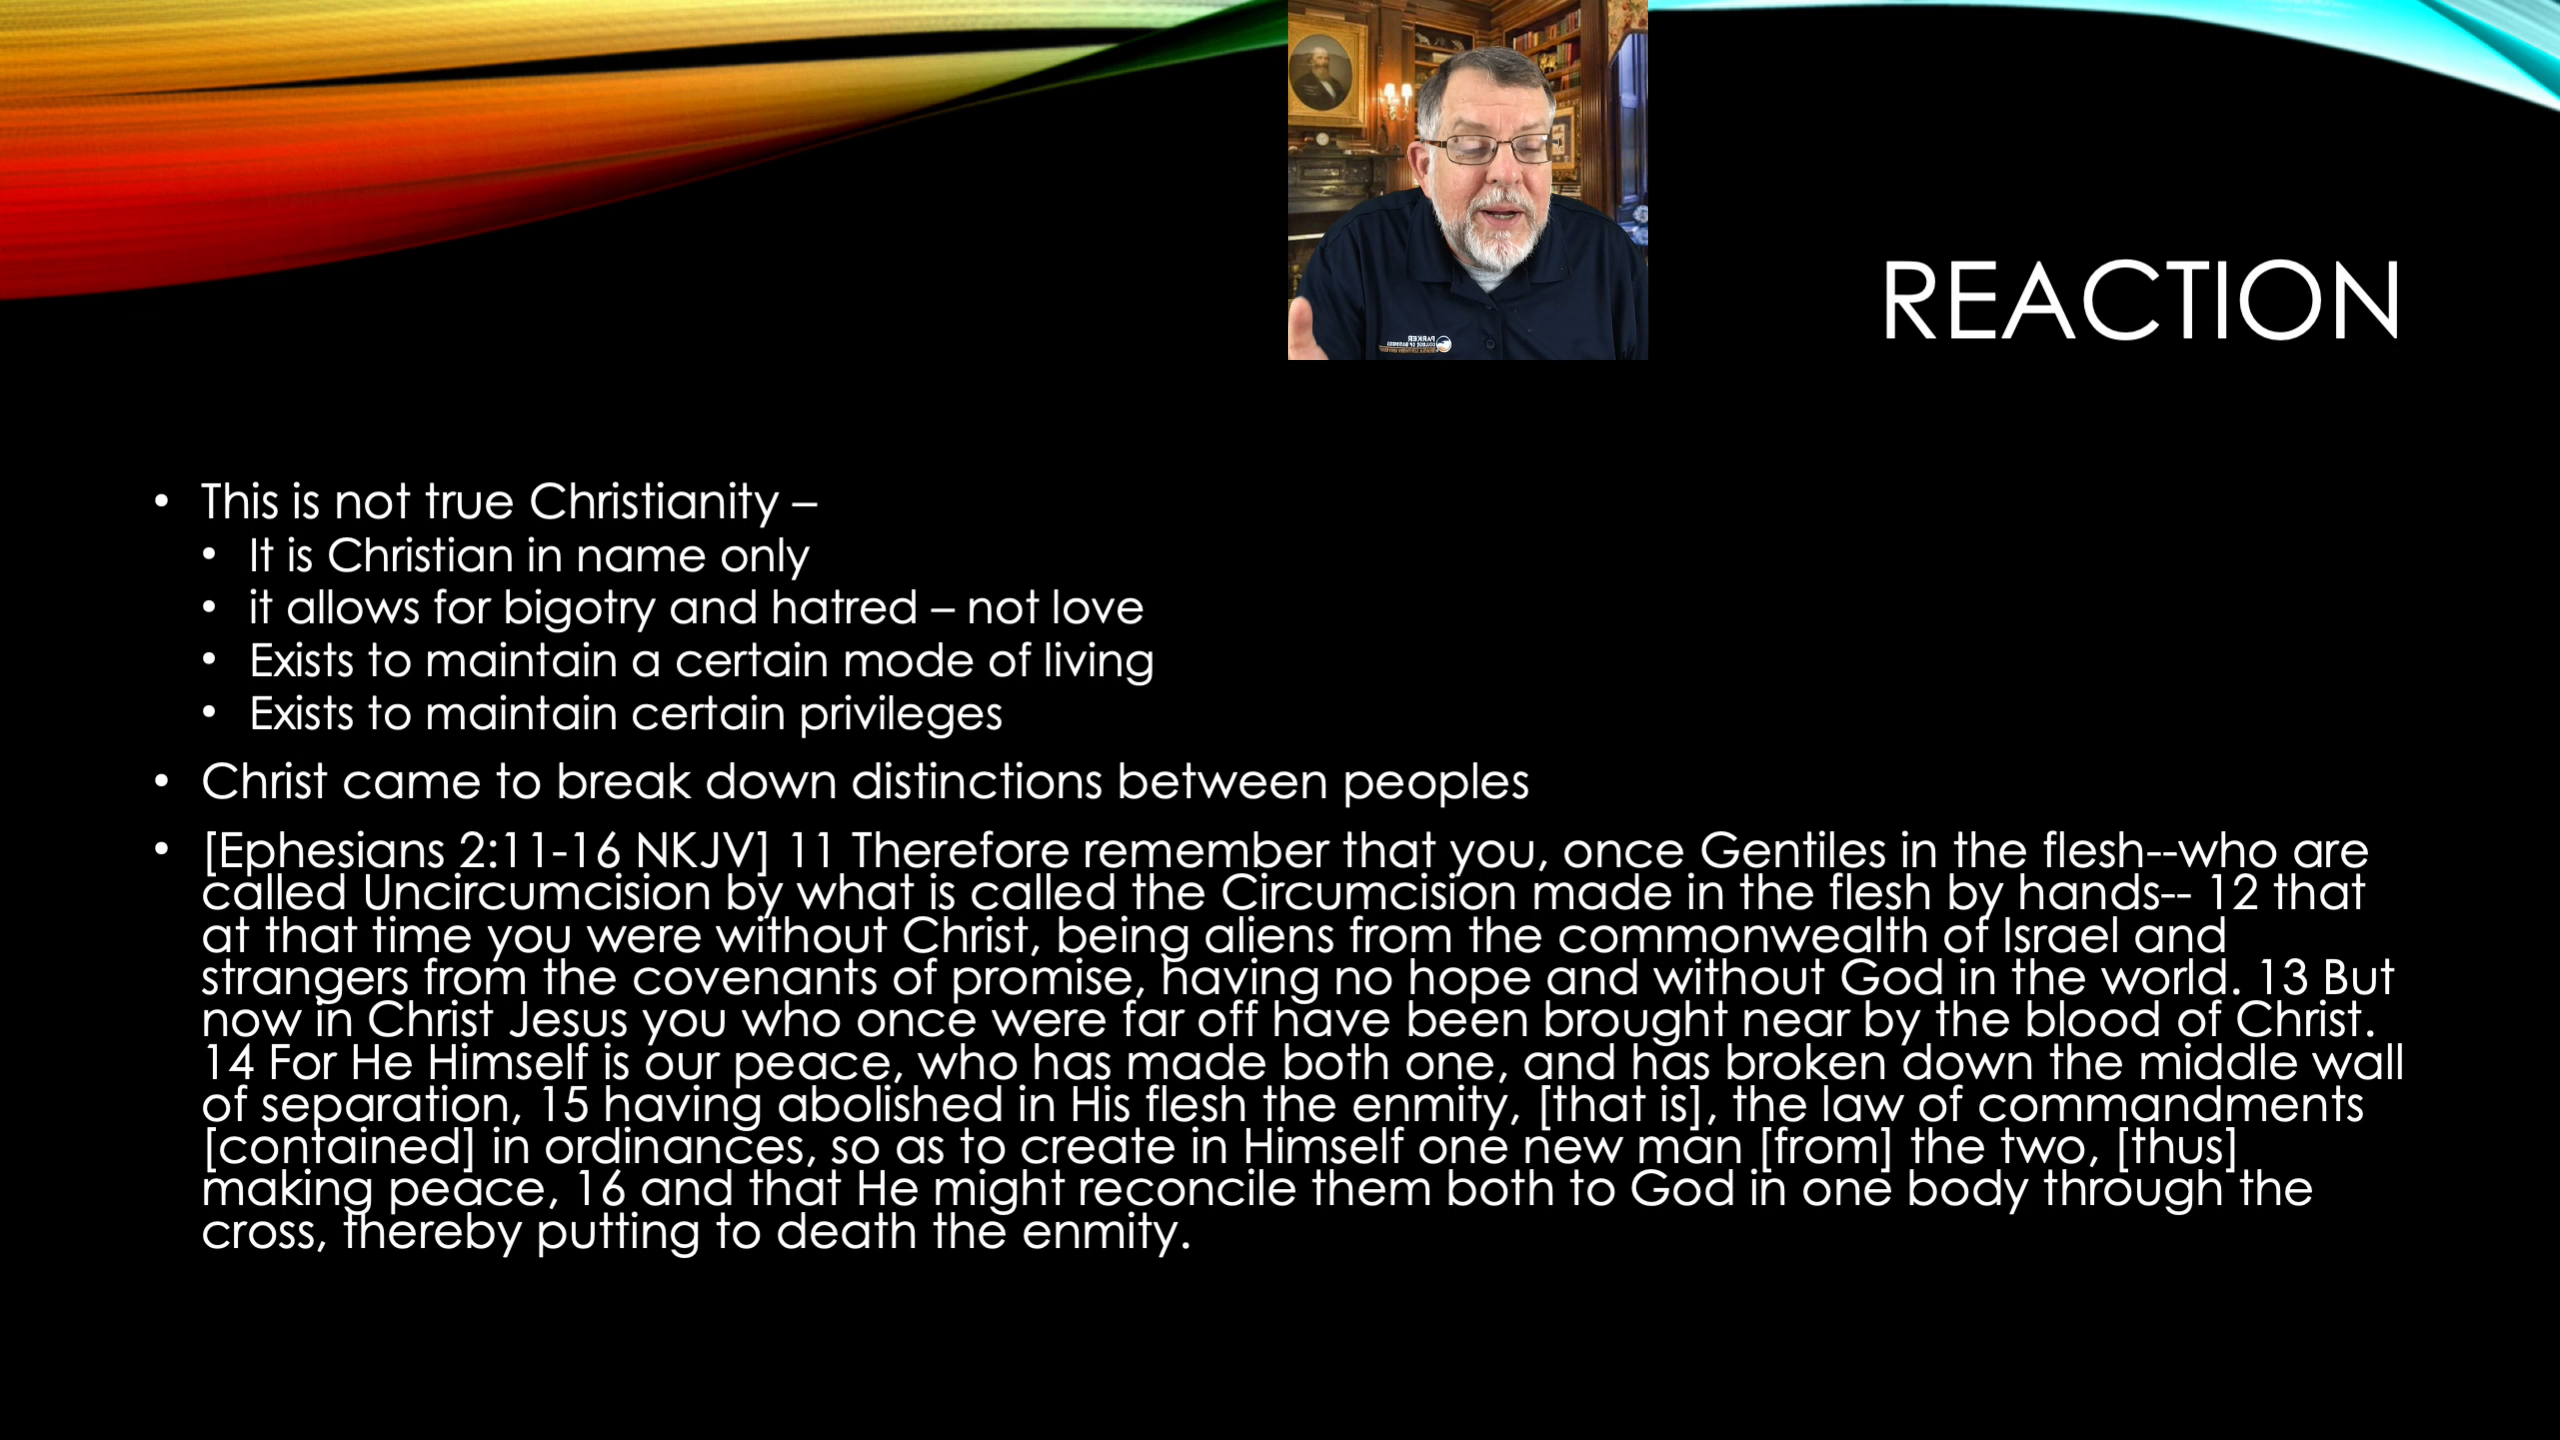 PARKER
COLLEGE OF BUSINESS
REACTION
• This is not true Christianity –
• It is Christian in name only
• it allows for bigotry and hatred – not love
• Exists to maintain a certain mode of living
• Exists to maintain certain privileges
• Christ came to break down distinctions between peoples
• [Ephesians 2:11-16 NKJV] 11 Therefore remember that you, once Gentiles in the flesh--who are
called Uncircumcision by what is called the Circumcision made in the flesh by hands-- 12 that
at that time you were without Christ, being aliens from the commonwealth of Israel and
strangers from the covenants of promise, having no hope and without God in the world. 13 But
now in Christ Jesus you who once were far off have been brought near by the blood of Christ.
14 For He Himself is our peace, who has made both one, and has broken down the middle wall
of separation, 15 having abolished in His flesh the enmity, [that is], the law of commandments
[contained] in ordinances, so as to create in Himself one new man [from] the two, [thus]
making peace, 16 and that He might reconcile them both to God in one body through the
cross, thereby putting to death the enmity.